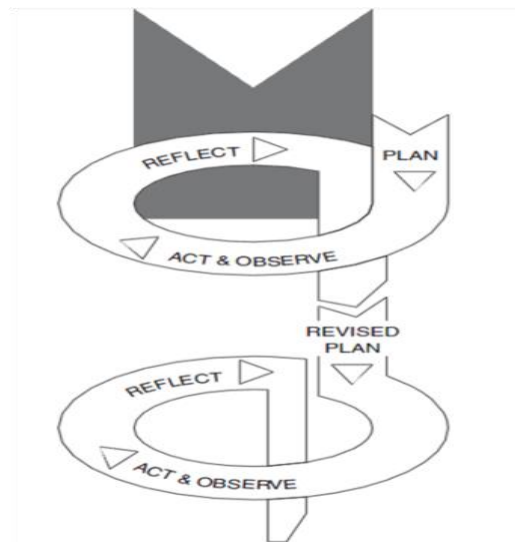 REFLECT
PLAN
ACT & OBSERVE
REVISED
PLAN
REFLECT
ACT & OBSERVE